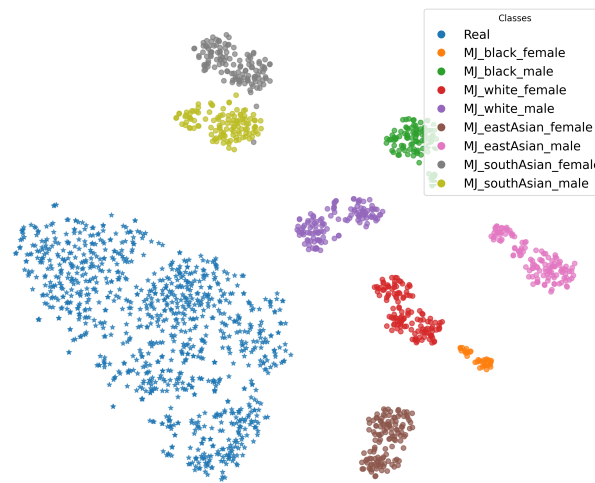 Classes
Real
MJ_black_female
MJ_black_male
MJ_white_female
MJ_white_male
MJ_eastAsian_female
MJ_eastAsian_male
MJ_southAsian_female
MJ_southAsian_male